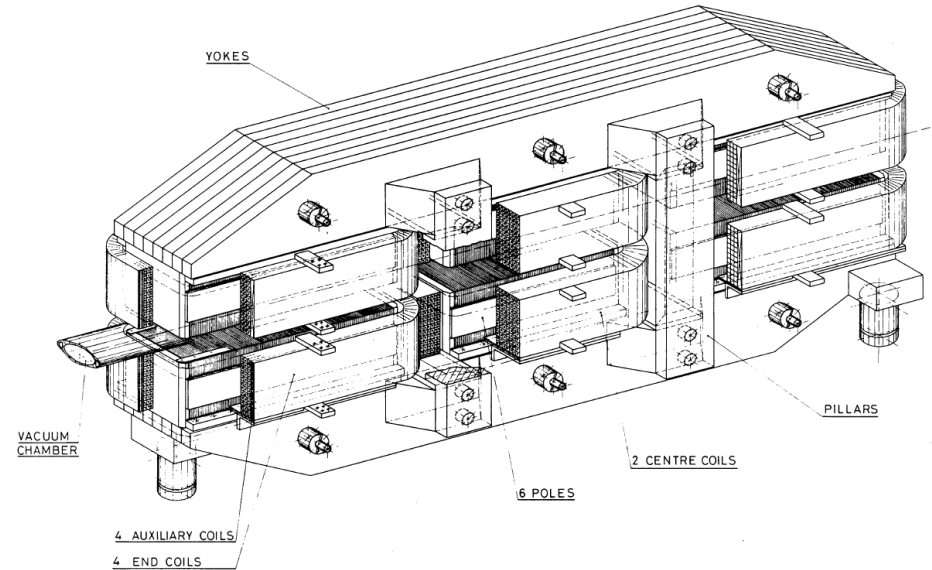 YOKES
VACUUM
CHAMBER
PILLARS
2 CENTRE COILS
6 POLES
4 AUXILIARY COILS
4 END COILS